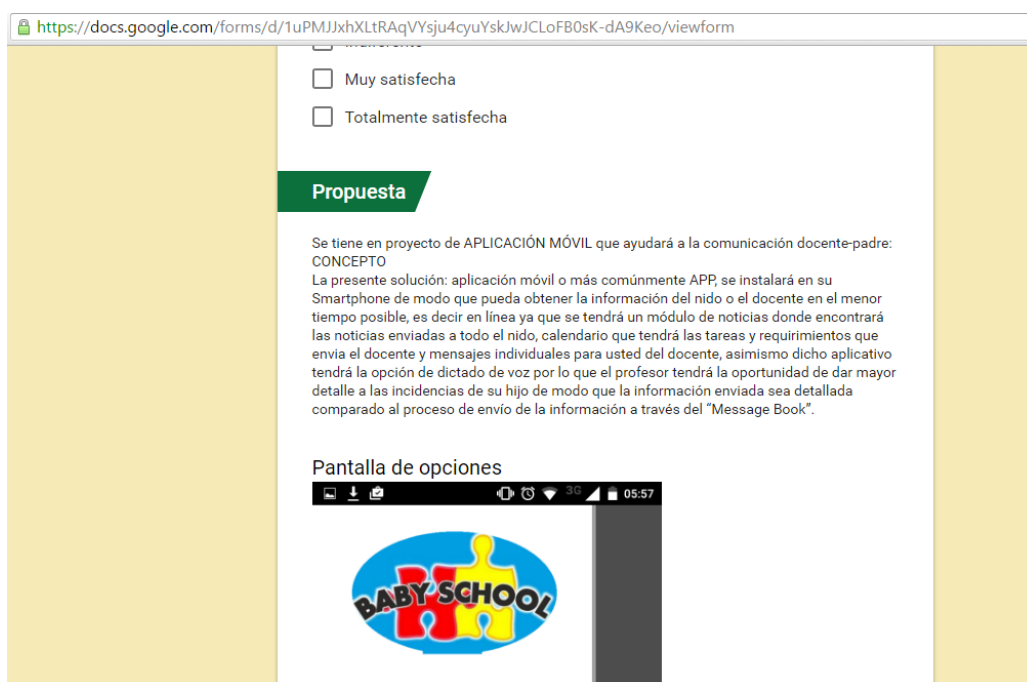 https://docs.google.com/forms/d/1uPMJJxhXLtRAqVYsju4cyuYskJwJCLoFB0sK-dA9Keo/viewform
Muy satisfecha
Totalmente satisfecha
Propuesta
Se tiene en proyecto de APLICACIÓN MÓVIL que ayudará a la comunicación docente-padre:
CONCEPTO
La presente solución: aplicación móvil o más comúnmente APP, se instalará en su
Smartphone de modo que pueda obtener la información del nido o el docente en el menor
tiempo posible, es decir en línea ya que se tendrá un módulo de noticias donde encontrará
las noticias enviadas a todo el nido, calendario que tendrá las tareas y requirimientos que
envia el docente y mensajes individuales para usted del docente, asimismo dicho aplicativo
tendrá la opción de dictado de voz por lo que el profesor tendrá la oportunidad de dar mayor
detalle a las incidencias de su hijo de modo que la información enviada sea detallada
comparado al proceso de envío de la información a través del “Message Book”.
Pantalla de opciones
3G 05:57
BABY SCHOOL